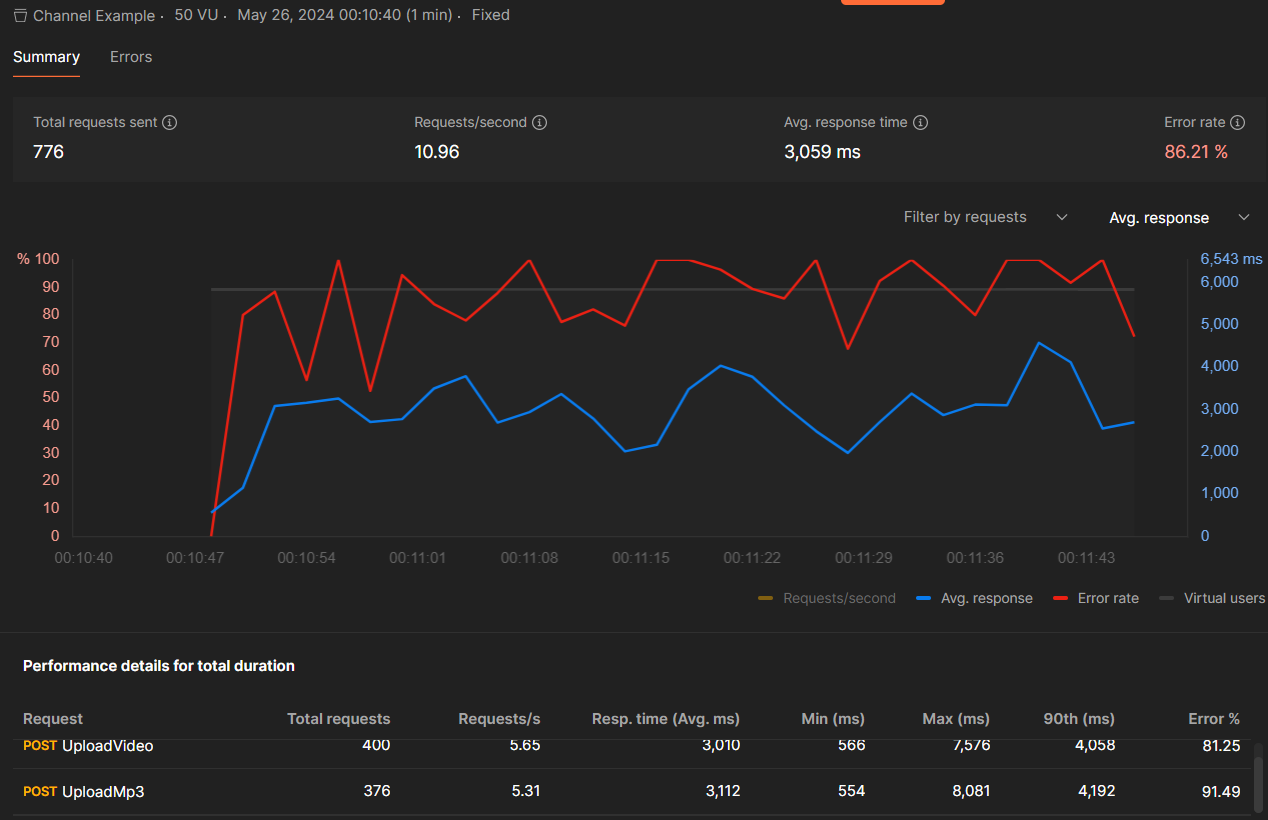 Channel Example · 50 VU · May 26, 2024 00:10:40 (1 min) · Fixed
Summary Errors
Total requests sent Requests/second Avg. response time Error rate
776 10.96 3,059 ms 86.21 %
Filter by requests Avg. response
% 100 6,543 ms
90 6,000
80 5,000
70
60 4,000
50 3,000
40
30 2,000
20 1,000
10
0 0
00:10:40 00:10:47 00:10:54 00:11:01 00:11:08 00:11:15 00:11:22 00:11:29 00:11:36 00:11:43
Requests/second Avg. response Error rate Virtual users
Performance details for total duration
Request Total requests Requests/s Resp. time (Avg. ms) Min (ms) Max (ms) 90th (ms) Error %
POST UploadVideo 400 5.65 3,010 566 7,576 4,058 81.25
POST UploadMp3 376 5.31 3,112 554 8,081 4,192 91.49